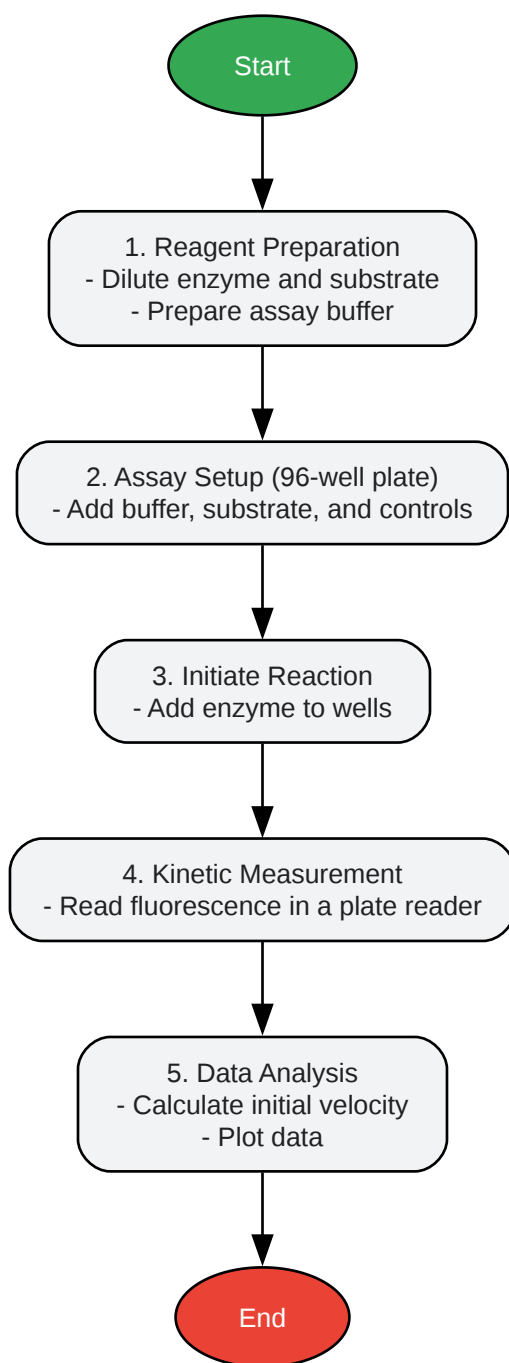 Start
1. Reagent Preparation
- Dilute enzyme and substrate
- Prepare assay buffer
2. Assay Setup (96-well plate)
- Add buffer, substrate, and controls
3. Initiate Reaction
- Add enzyme to wells
4. Kinetic Measurement
- Read fluorescence in a plate reader
5. Data Analysis
- Calculate initial velocity
- Plot data
End